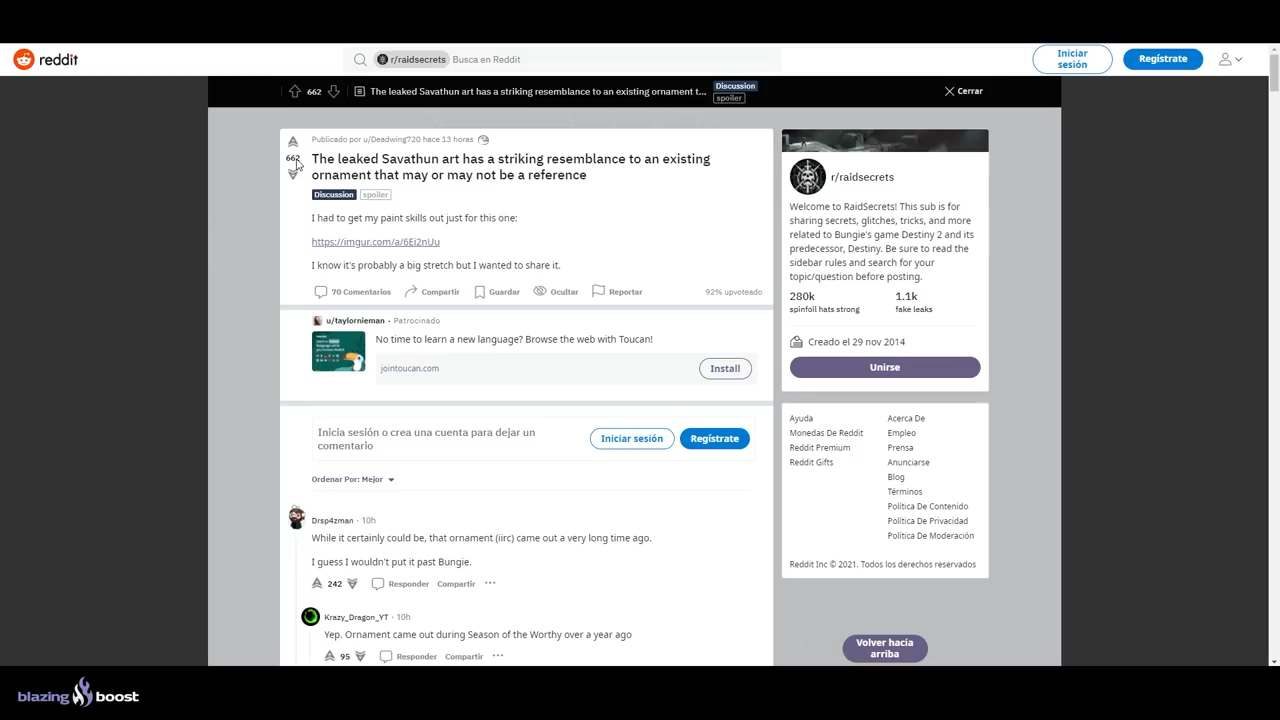 reddit
r/raidsecrets
Busca en Reddit
Iniciar sesión
Regístrate
662
The leaked Savathun art has a striking resemblance to an existing ornament t...
Discussion
spoiler
Cerrar
Publicado por u/Deadwing720 hace 13 horas
662
The leaked Savathun art has a striking resemblance to an existing
ornament that may or may not be a reference
Discussion
spoiler
I had to get my paint skills out just for this one:
https://imgur.com/a/6Ei2nUu
I know it's probably a big stretch but I wanted to share it.
70 Comentarios
Compartir
Guardar
Ocultar
Reportar
92% upvoteado
u/taylornieman • Patrocinado
No time to learn a new language? Browse the web with Toucan!
jointoucan.com
Install
Inicia sesión o crea una cuenta para dejar un
comentario
Iniciar sesión
Regístrate
Ordenar Por: Mejor
Drsp4zman · 10h
While it certainly could be, that ornament (iirc) came out a very long time ago.
I guess I wouldn't put it past Bungie.
242
Responder
Compartir
Krazy_Dragon_YT · 10h
Yep. Ornament came out during Season of the Worthy over a year ago
95
Responder
Compartir
r/raidsecrets
Welcome to RaidSecrets! This sub is for
sharing secrets, glitches, tricks, and more
related to Bungie's game Destiny 2 and its
predecessor, Destiny. Be sure to read the
sidebar rules and search for your
topic/question before posting.
280k
1.1k
spinfoil hats strong
fake leaks
Creado el 29 nov 2014
Unirse
Ayuda
Acerca De
Monedas De Reddit
Empleo
Reddit Premium
Prensa
Reddit Gifts
Anunciarse
Blog
Términos
Política De Contenido
Política De Privacidad
Política De Moderación
Reddit Inc © 2021. Todos los derechos reservados
Volver hacia
arriba
blazing boost